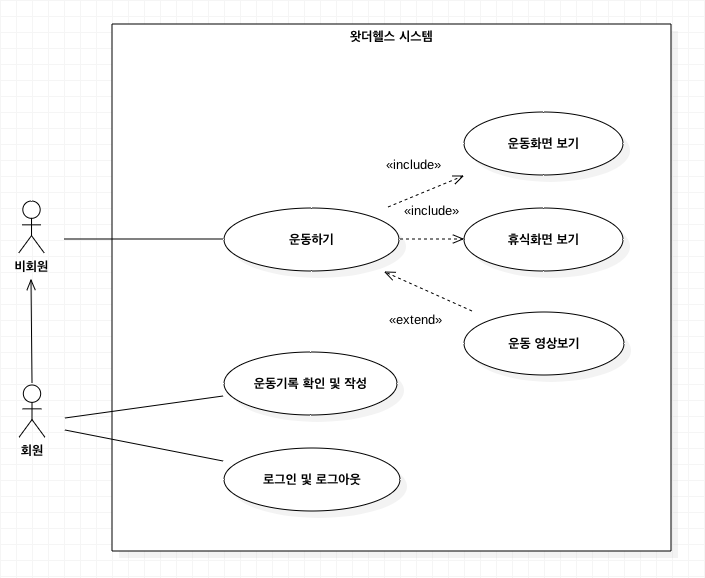 왓더헬스 시스템
운동화면 보기
«include»
«include»
운동하기
휴식화면 보기
비회원
«extend»
운동 영상보기
운동기록 확인 및 작성
회원
로그인 및 로그아웃